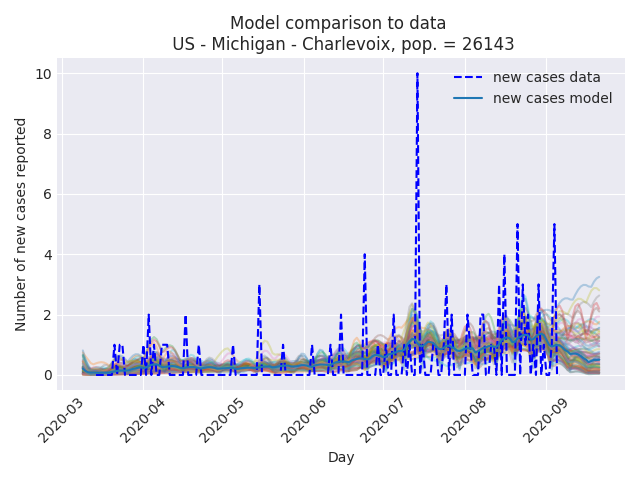 Model comparison to data
US - Michigan - Charlevoix, pop. = 26143
new cases data
new cases model
Number of new cases reported
10
8
6
4
2
0
2020-03
2020-04
2020-05
2020-06
2020-07
2020-08
2020-09
Day